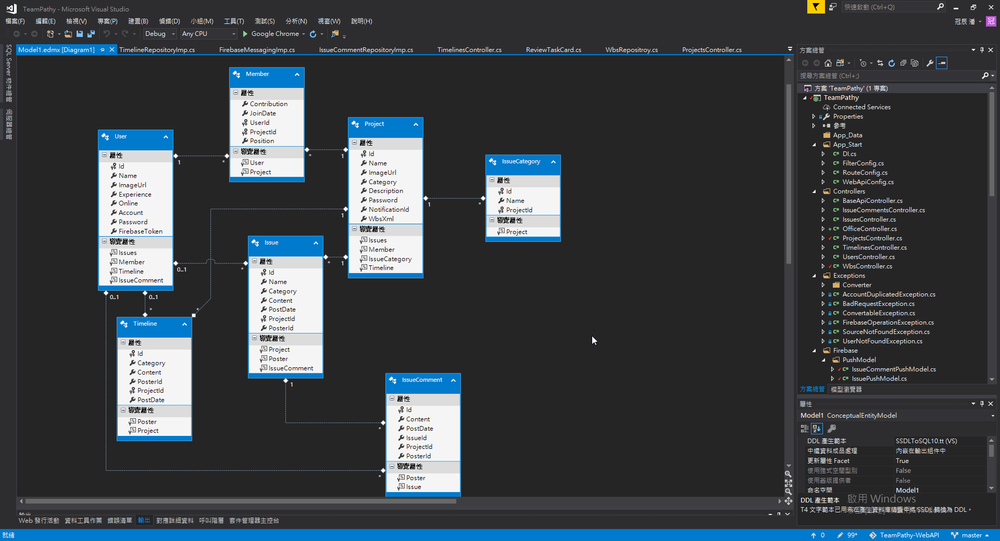 TeamPathy - Microsoft Visual Studio
快速啟動 (Ctrl+Q)
檔案(F) 編輯(E) 檢視(V) 專案(P) 建置(B) 偵錯(D) 小組(M) 工具(T) 測試(S) 分析(N) 視窗(W) 說明(H)
冠辰 潘 冠
Debug Any CPU Google Chrome
SQL Server 物件總管
伺服器總管
Model1.edmx [Diagram1] TimelineRepositoryImp.cs FirebaseMessagingImp.cs IssueCommentRepositoryImp.cs TimelinesController.cs ReviewTaskCard.cs WbsRepositroy.cs ProjectsController.cs
Member
屬性
Contribution
JoinDate
UserId
ProjectId
Position
導覽屬性
User
Project
User
屬性
Id
Name
ImageUrl
Experience
Online
Account
Password
FirebaseToken
導覽屬性
Issues
Member
Timeline
IssueComment
1
*
*
1
Project
屬性
Id
Name
ImageUrl
Category
Description
Password
NotificationId
WbsXml
導覽屬性
Issues
Member
IssueCategory
Timeline
1
1
*
IssueCategory
屬性
Id
Name
ProjectId
導覽屬性
Project
Issue
屬性
Id
Name
Category
Content
PostDate
ProjectId
PosterId
導覽屬性
Project
Poster
IssueComment
0..1
*
*
1
0..1
0..1
*
*
Timeline
屬性
Id
Category
Content
PosterId
ProjectId
PostDate
導覽屬性
Poster
Project
1
*
*
IssueComment
屬性
Id
Content
PostDate
IssueId
ProjectId
PosterId
導覽屬性
Poster
Issue
方案總管
搜尋方案總管 (Ctrl+;)
方案 'TeamPathy' (1 專案)
TeamPathy
Connected Services
Properties
參考
App_Data
App_Start
DI.cs
FilterConfig.cs
RouteConfig.cs
WebApiConfig.cs
Controllers
BaseApiController.cs
IssueCommentsController.cs
IssuesController.cs
OfficeController.cs
ProjectsController.cs
TimelinesController.cs
UsersController.cs
WbsController.cs
Exceptions
Converter
AccountDuplicatedException.cs
BadRequestException.cs
ConvertableException.cs
FirebaseOperationException.cs
SourceNotFoundException.cs
UserNotFoundException.cs
Firebase
PushModel
IssueCommentPushModel.cs
IssuePushModel.cs
方案總管 模型瀏覽器
屬性
Model1 ConceptualEntityModel
DDL 產生範本 SSDLToSQL10.tt (VS)
中繼資料成品處理 內嵌在輸出組件中
更新屬性 Facet True
使用強式空間型別 False
使用舊版提供者 False
命名空間 Model1
DDL 產生範本
啟用 Windows
T4 文字範本已用來在產生資料庫精靈中將 SSDL 轉換為 DDL。
輸出
Web 發行活動 資料工具作業 錯誤清單 輸出 對應詳細資料 呼叫階層 套件管理器主控台
就緒
0 99* TeamPathy-WebAPI master